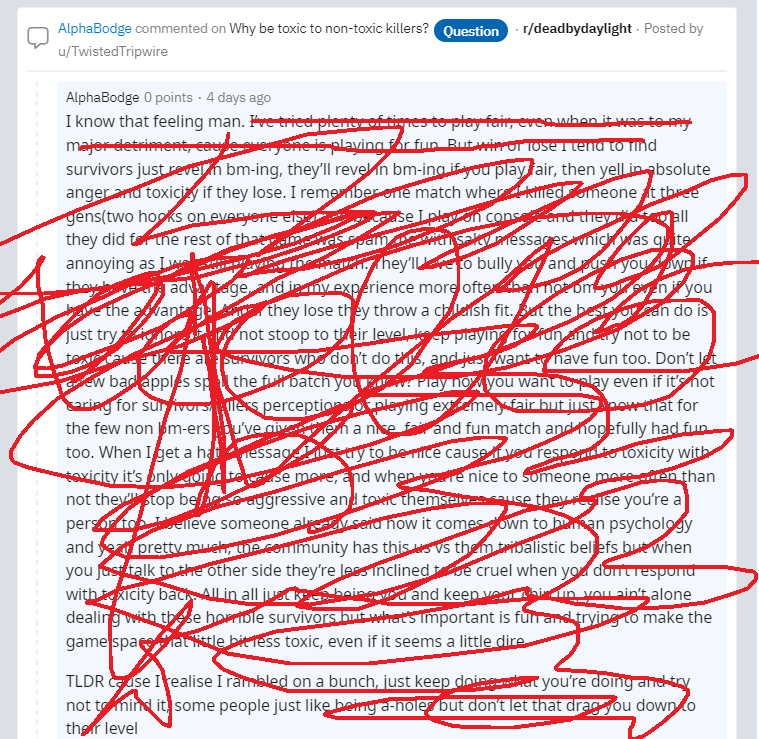 AlphaBodge commented on Why be toxic to non-toxic killers? Question · r/deadbydaylight · Posted by
u/TwistedTripwire
AlphaBodge 0 points · 4 days ago
I know that feeling man. I've tried plenty of times to play fair, even when it was to my
major detriment, cause everyone is playing for fun. But win or lose I tend to find
survivors just revel in bm-ing, they'll revel in bm-ing if you play fair, then yell in absolute
anger and toxicity if they lose. I remember one match where I killed someone at three
gens(two hooks on everyone else) cause I play on console and they did too all
they did for the rest of that game was spam me with salty messages which was quite
annoying as I was playing the match. They'll love to bully you and push you down if
they have the advantage, and in my experience more often than not bm you even if you
have the advantage. And if they lose they throw a childish fit. But the best you can do is
just try to ignore it and not stoop to their level, keep playing for fun and try not to be
toxic cause there are survivors who don't do this, and just want to have fun too. Don't let
a few bad apples spoil the full batch you know? Play how you want to play even if it's not
caring for survivors/killers perceptions of playing extremely fair but just know that for
the few non bm-ers you've given them a nice, fair and fun match and hopefully had fun
too. When I get a hate message I just try to be nice cause if you respond to toxicity with
toxicity it's only going to cause more, and when you're nice to someone more often than
not they'll stop being so aggressive and toxic themselves cause they realise you're a
person too. I believe someone already said how it comes down to human psychology
and yeah pretty much, the community has this us vs them tribalistic beliefs but when
you just talk to the other side they're less inclined to be cruel when you don't respond
with toxicity back. All in all just keep being you and keep your chin up, you ain't alone
dealing with these horrible survivors but what's important is fun and trying to make the
game space that little bit less toxic, even if it seems a little dire.
TLDR cause I realise I rambled on a bunch, just keep doing what you're doing and try
not to mind it, some people just like being a-holes but don't let that drag you down to
their level